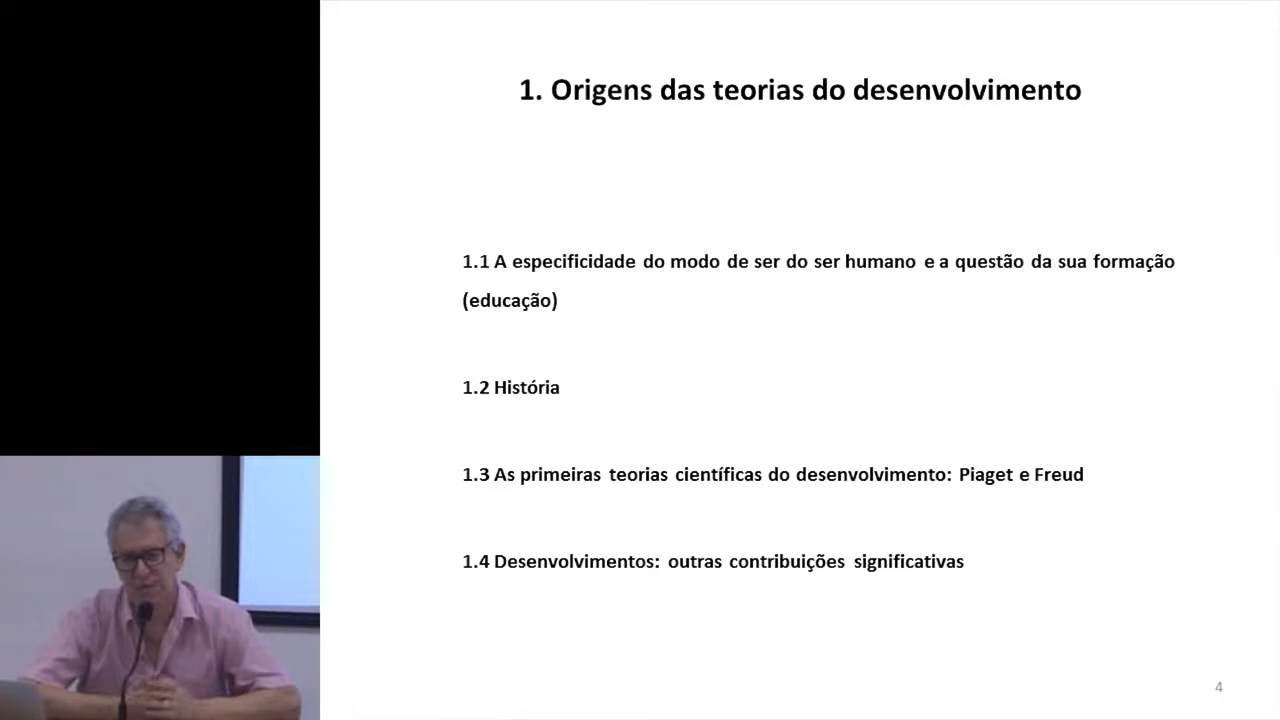 1. Origens das teorias do desenvolvimento
1.1 A especificidade do modo de ser do ser humano e a questão da sua formação
(educação)
1.2 História
1.3 As primeiras teorias científicas do desenvolvimento: Piaget e Freud
1.4 Desenvolvimentos: outras contribuições significativas
4